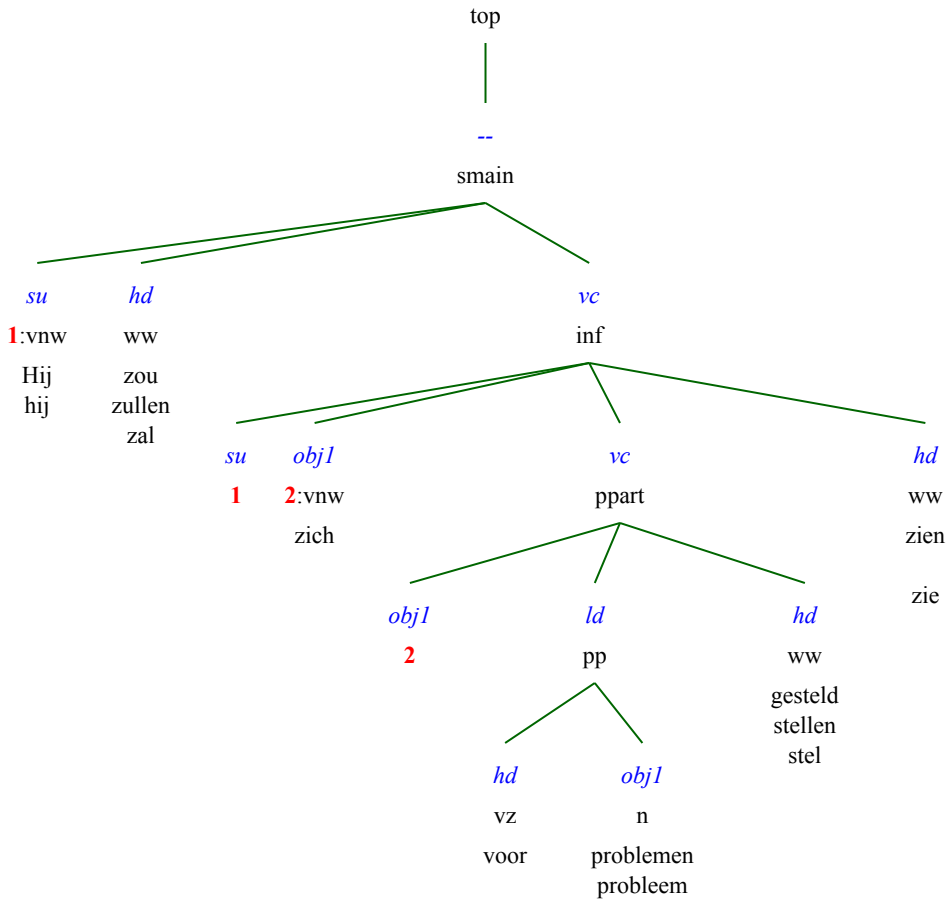 top
--
smain
su hd vc
1:vnw ww inf
Hij zou
hij zullen
zal
su obj1 vc hd
1 2:vnw ppart ww
zich zien
zie
obj1 ld hd
2 pp ww
gesteld
stellen
stel
hd obj1
vz n
voor problemen
probleem